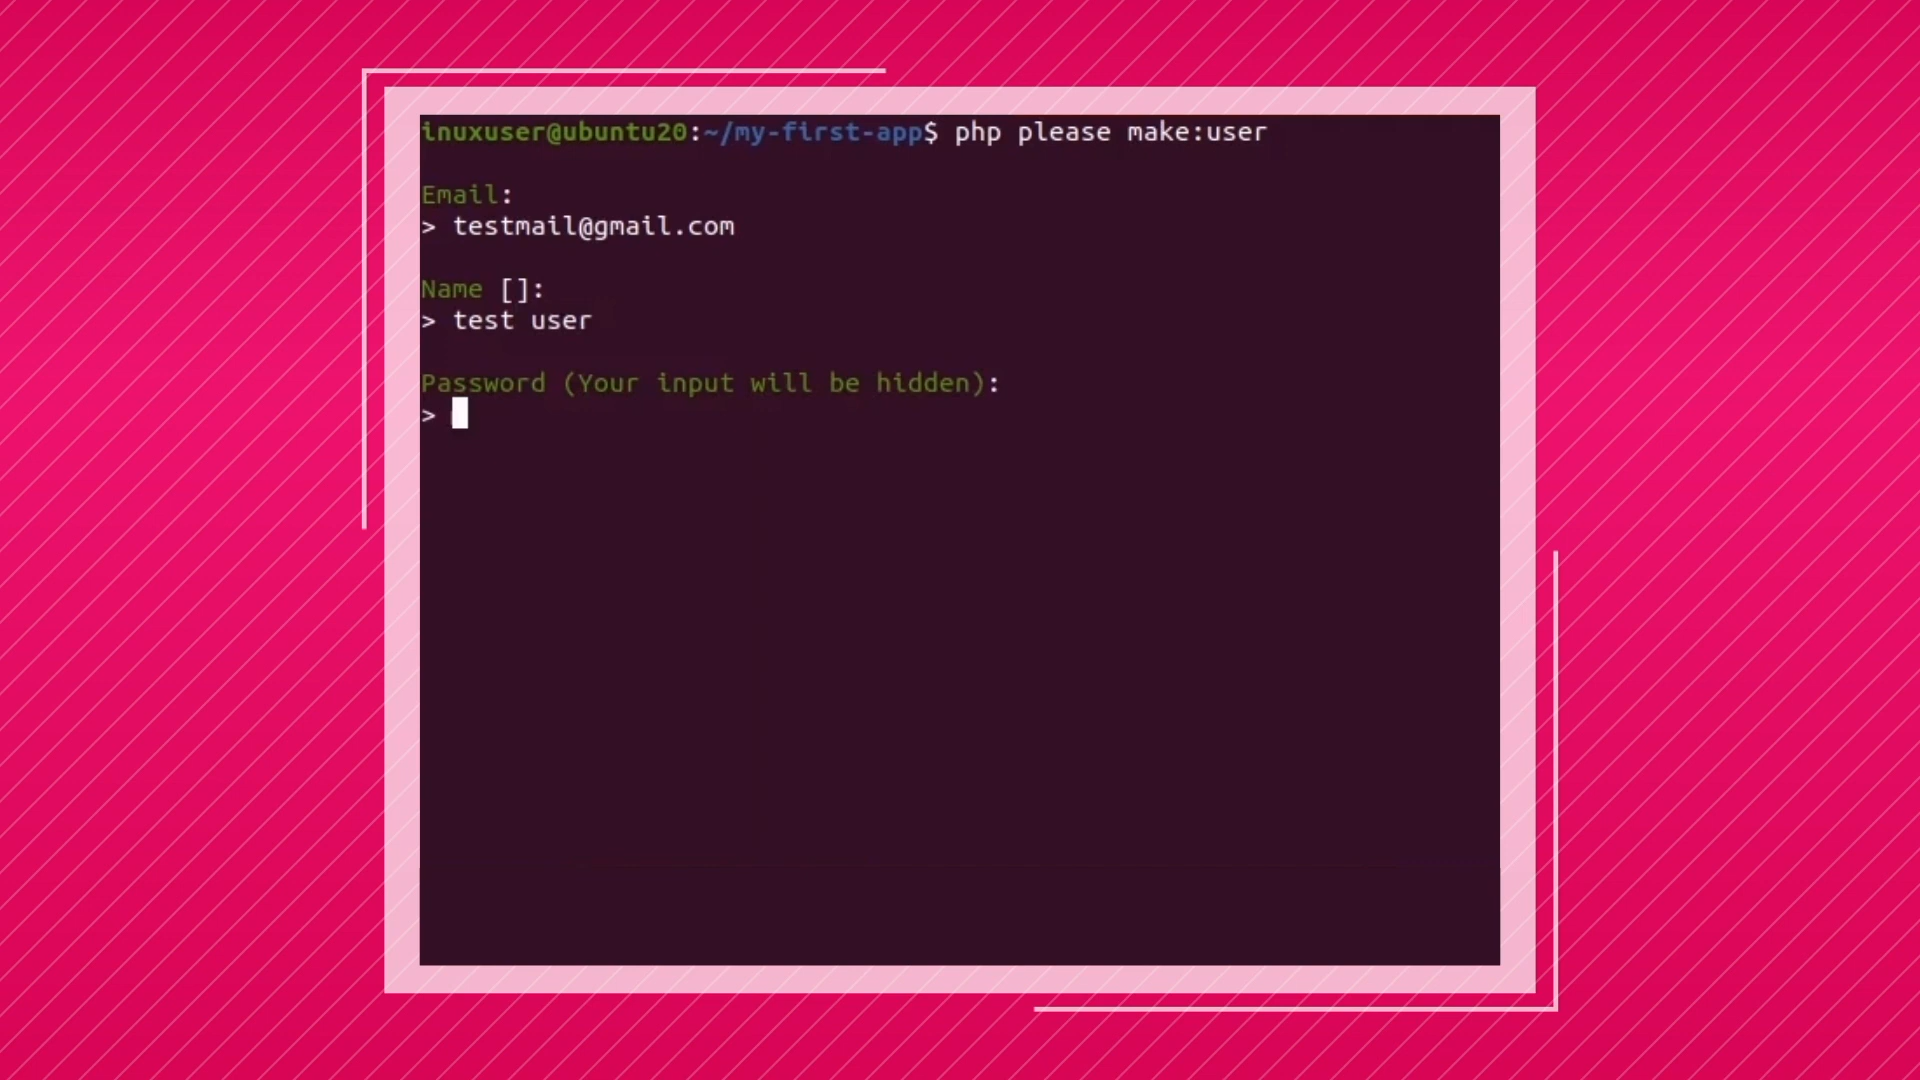 inuxuser@ubuntu20:~/my-first-app$ php please make:user
Email:
> testmail@gmail.com
Name []:
> test user
Password (Your input will be hidden):
>